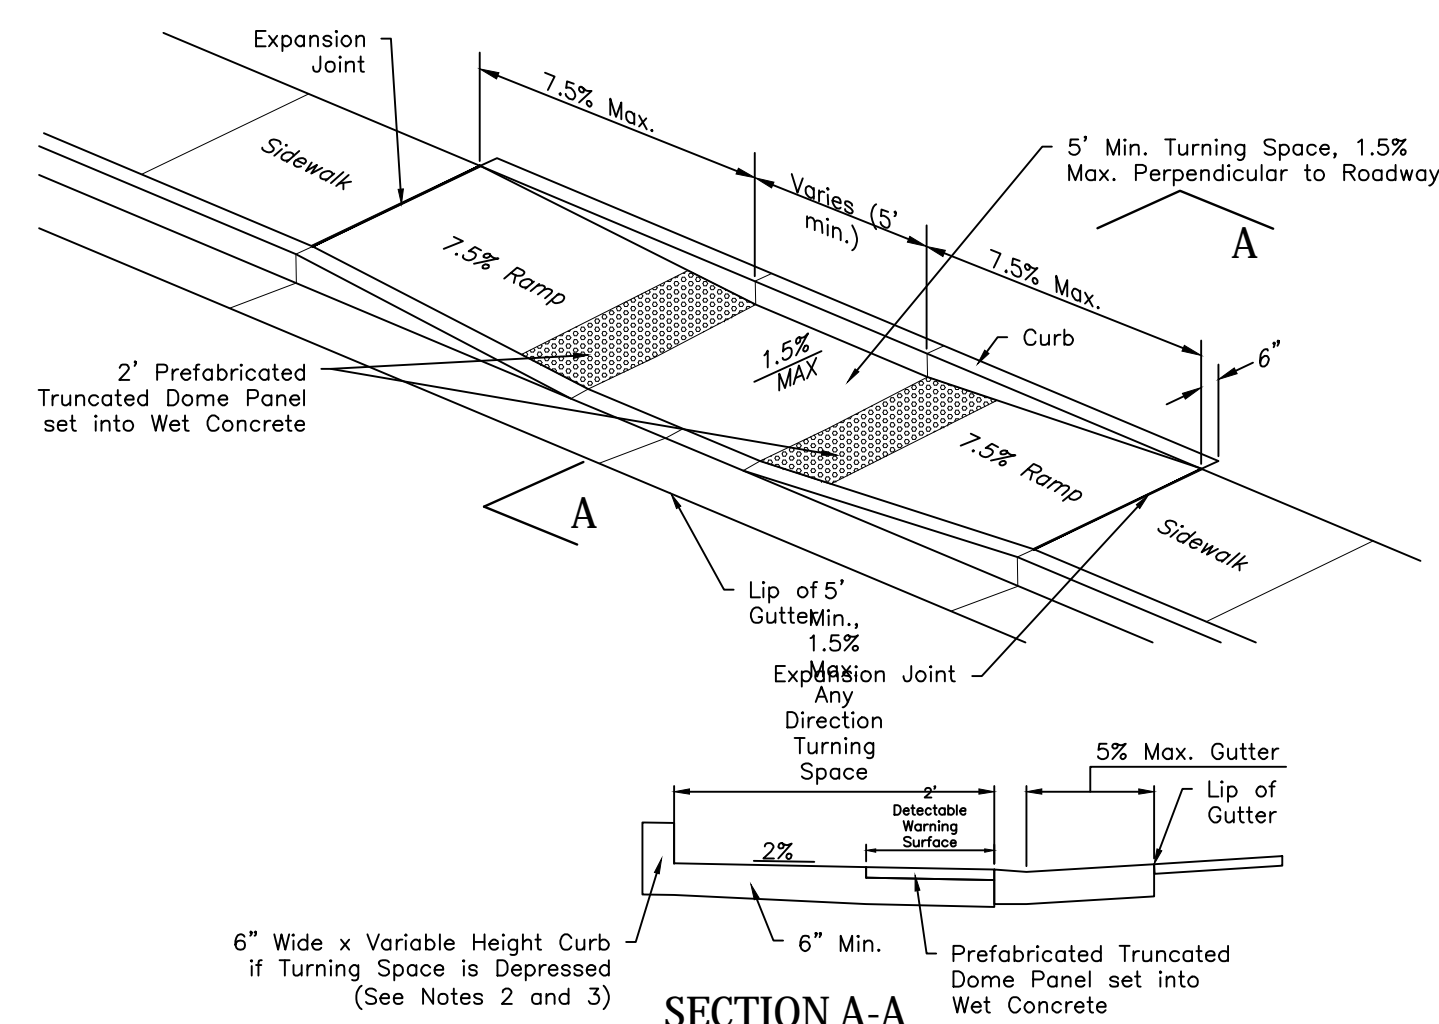 Expansion
Joint
7.5% Max.
5' Min. Turning Space, 1.5%
Max. Perpendicular to Roadway
Sidewalk
Varies (5'
min.)
A
7.5% Ramp
7.5% Max.
Curb
6"
1.5%
MAX
2' Prefabricated
Truncated Dome Panel
set into Wet Concrete
7.5% Ramp
A
Sidewalk
Lip of
Gutter
5'
Min.,
1.5%
Max.
Any
Direction
Turning
Space
Expansion Joint
5% Max. Gutter
Lip of
Gutter
2'
Detectable
Warning
Surface
2%
6" Wide x Variable Height Curb
if Turning Space is Depressed
(See Notes 2 and 3)
6" Min.
Prefabricated Truncated
Dome Panel set into
Wet Concrete
SECTION A-A